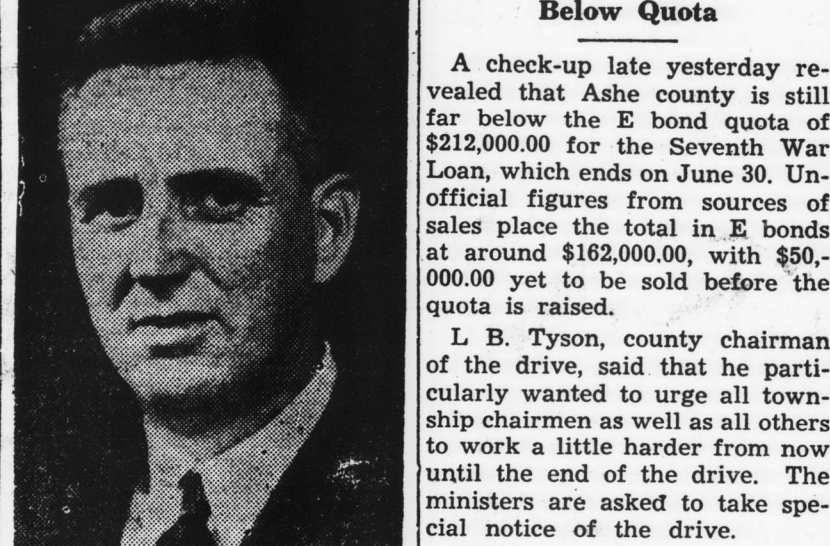 Below Quota
A check-up late yesterday re-
vealed that Ashe county is still
far below the E bond quota of
$212,000.00 for the Seventh War
Loan, which ends on June 30. Un-
official figures from sources of
sales place the total in E bonds
at around $162,000.00, with $50,-
000.00 yet to be sold before the
quota is raised.
L B. Tyson, county chairman
of the drive, said that he parti-
cularly wanted to urge all town-
ship chairmen as well as all others
to work a little harder from now
until the end of the drive. The
ministers are asked to take spe-
cial notice of the drive.